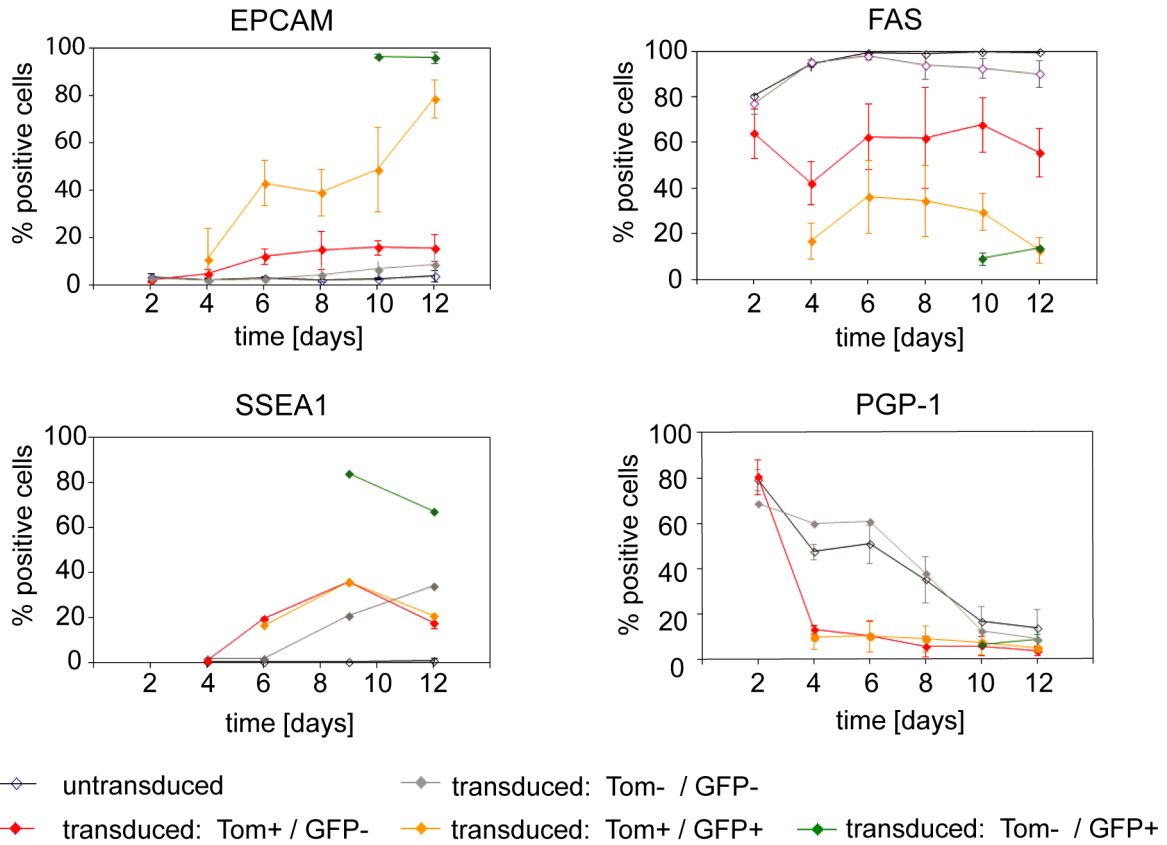 EPCAM
100
80
60
40
20
0
% positive cells
2 4 6 8 10 12
time [days]
FAS
100
80
60
40
20
0
% positive cells
2 4 6 8 10 12
time [days]
SSEA1
100
80
60
40
20
0
% positive cells
2 4 6 8 10 12
time [days]
PGP-1
100
80
60
40
20
0
% positive cells
2 4 6 8 10 12
time [days]
untransduced
transduced: Tom- / GFP-
transduced: Tom+ / GFP-
transduced: Tom+ / GFP+
transduced: Tom- / GFP+